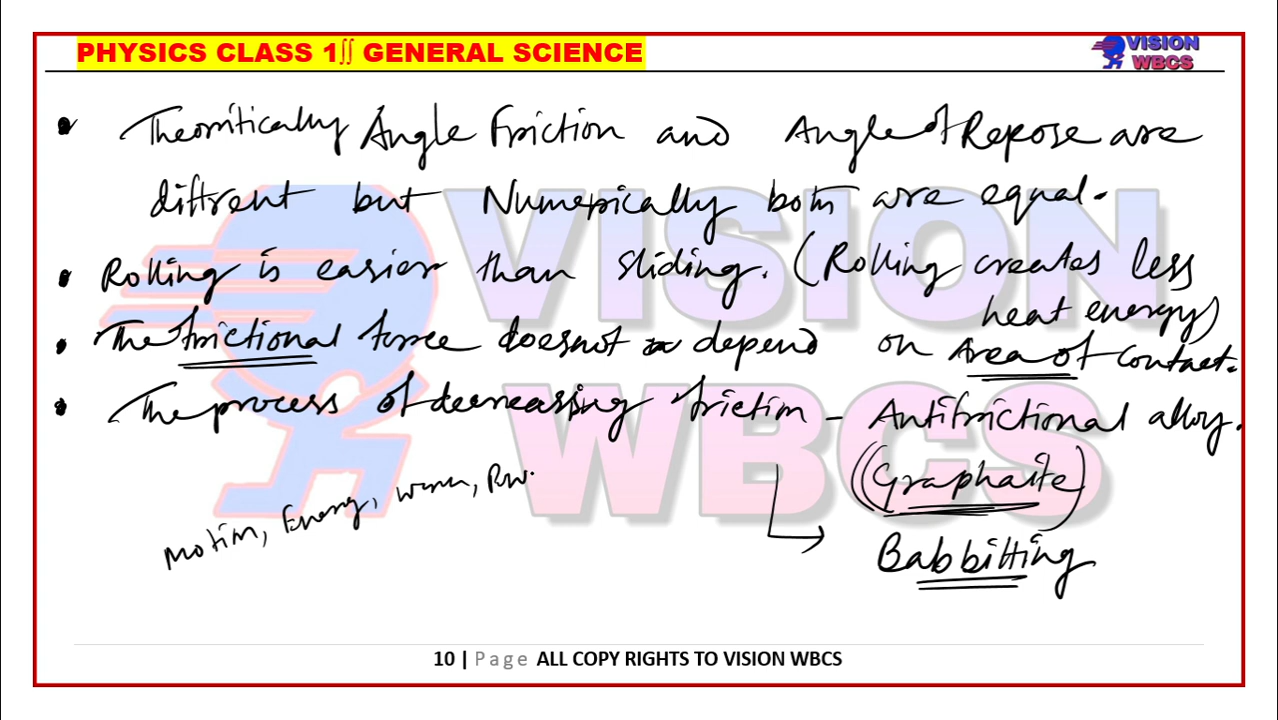 PHYSICS CLASS 1∬ GENERAL SCIENCE
VISION
WBCS
• Theoritically Angle Friction and Angle of Repose are
diffrent but Numerically both are equal.
• Rolling is easier than sliding. (Rolling creates less
heat energy)
• The frictional force doesnot depend on Area of contact.
• The process of decreasing friction - Antifrictional alloy.
(Graphaite)
Babbitting
Motion, Energy, Work,
VISION
WBCS
10 | Page ALL COPY RIGHTS TO VISION WBCS